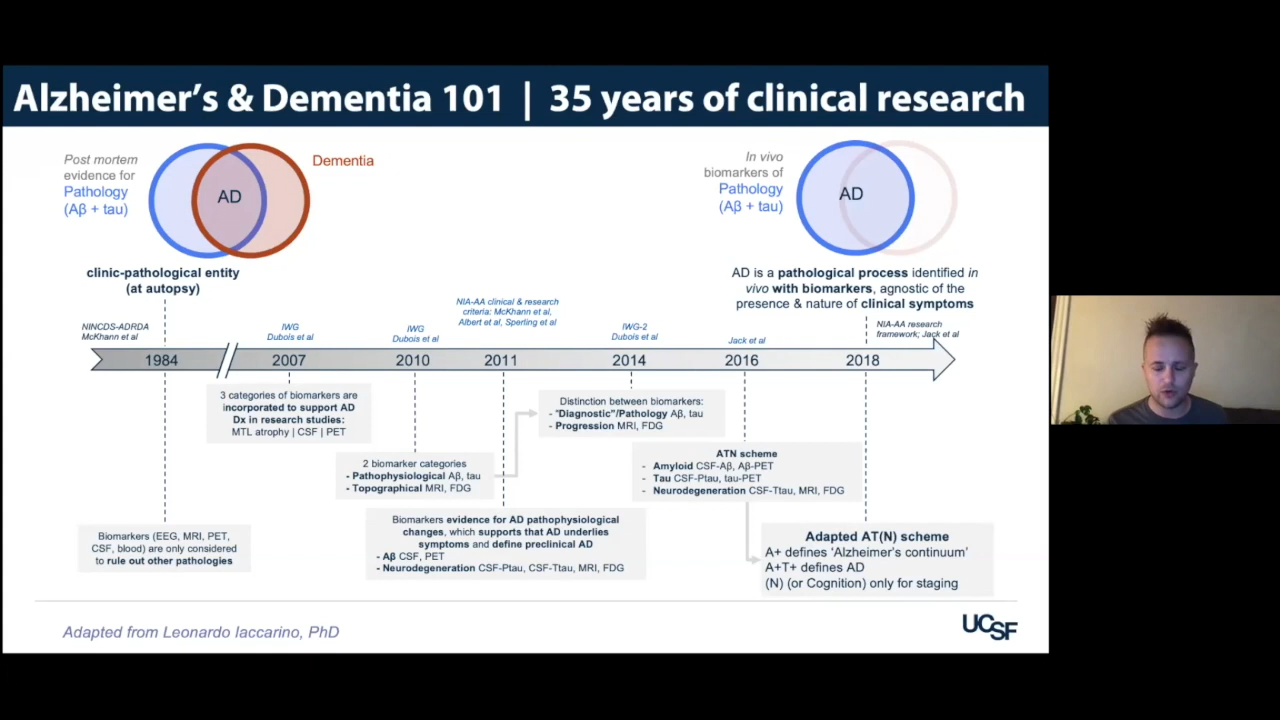 Alzheimer's & Dementia 101 | 35 years of clinical research
Post mortem
evidence for
Pathology
(Aβ + tau)
AD
Dementia
In vivo
biomarkers of
Pathology
(Aβ + tau)
AD
clinic-pathological entity
(at autopsy)
AD is a pathological process identified in
vivo with biomarkers, agnostic of the
presence & nature of clinical symptoms
NINCDS-ADRDA
McKhann et al
IWG
Dubois et al
IWG
Dubois et al
NIA-AA clinical & research
criteria: McKhann et al,
Albert et al, Sperling et al
IWG-2
Dubois et al
Jack et al
NIA-AA research
framework; Jack et al
1984
2007
2010
2011
2014
2016
2018
3 categories of biomarkers are
incorporated to support AD
Dx in research studies:
MTL atrophy | CSF | PET
Distinction between biomarkers:
- "Diagnostic"/Pathology Aβ, tau
- Progression MRI, FDG
2 biomarker categories
- Pathophysiological Aβ, tau
- Topographical MRI, FDG
ATN scheme
- Amyloid CSF-Aβ, Aβ-PET
- Tau CSF-Ptau, tau-PET
- Neurodegeneration CSF-Ttau, MRI, FDG
Biomarkers (EEG, MRI, PET,
CSF, blood) are only considered
to rule out other pathologies
Biomarkers evidence for AD pathophysiological
changes, which supports that AD underlies
symptoms and define preclinical AD
- Aβ CSF, PET
- Neurodegeneration CSF-Ptau, CSF-Ttau, MRI, FDG
Adapted AT(N) scheme
A+ defines 'Alzheimer's continuum'
A+T+ defines AD
(N) (or Cognition) only for staging
Adapted from Leonardo Iaccarino, PhD
UCSF